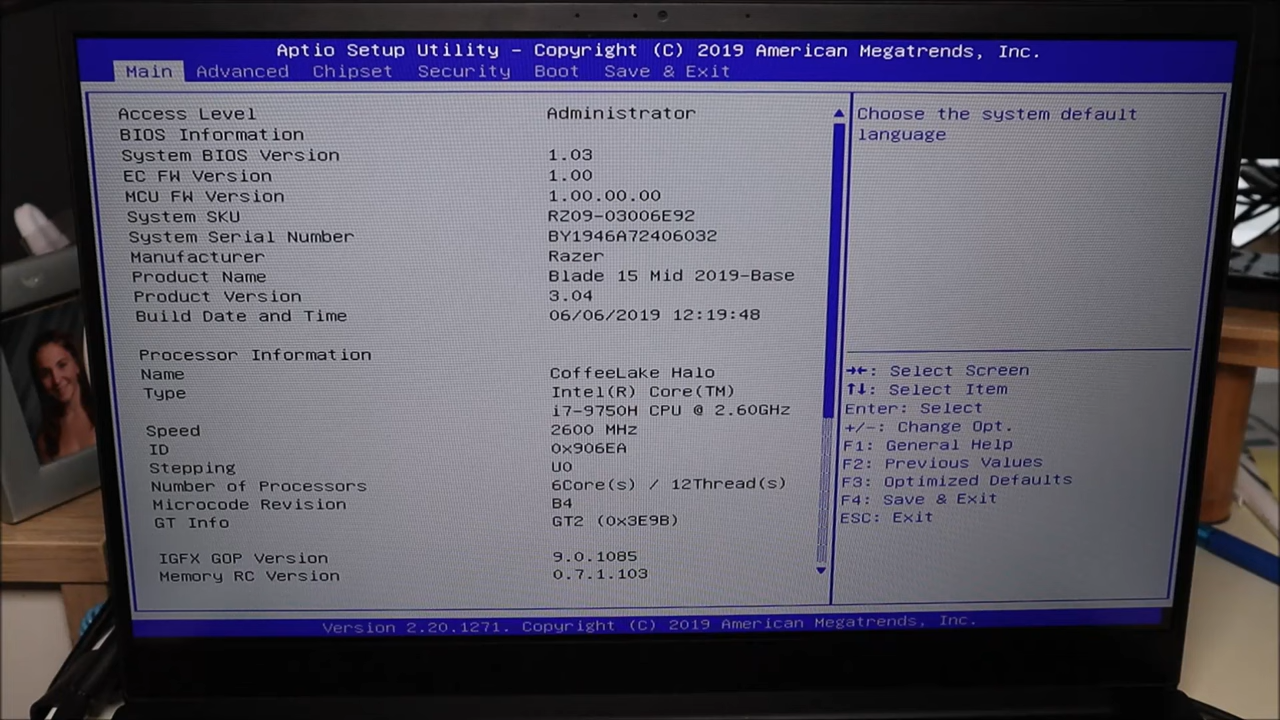 Aptio Setup Utility - Copyright (C) 2019 American Megatrends, Inc.
Main Advanced Chipset Security Boot Save & Exit
Access Level Administrator
BIOS Information
System BIOS Version 1.03
EC FW Version 1.00
MCU FW Version 1.00.00.00
System SKU RZ09-03006E92
System Serial Number BY1946A72406032
Manufacturer Razer
Product Name Blade 15 Mid 2019-Base
Product Version 3.04
Build Date and Time 06/06/2019 12:19:48
Processor Information
Name CoffeeLake Halo
Type Intel(R) Core(TM)
i7-9750H CPU @ 2.60GHz
Speed 2600 MHz
ID 0x906EA
Stepping U0
Number of Processors 6Core(s) / 12Thread(s)
Microcode Revision B4
GT Info GT2 (0x3E9B)
IGFX GOP Version 9.0.1085
Memory RC Version 0.7.1.103
Choose the system default
language
→←: Select Screen
↑↓: Select Item
Enter: Select
+/-: Change Opt.
F1: General Help
F2: Previous Values
F3: Optimized Defaults
F4: Save & Exit
ESC: Exit
Version 2.20.1271. Copyright (C) 2019 American Megatrends, Inc.